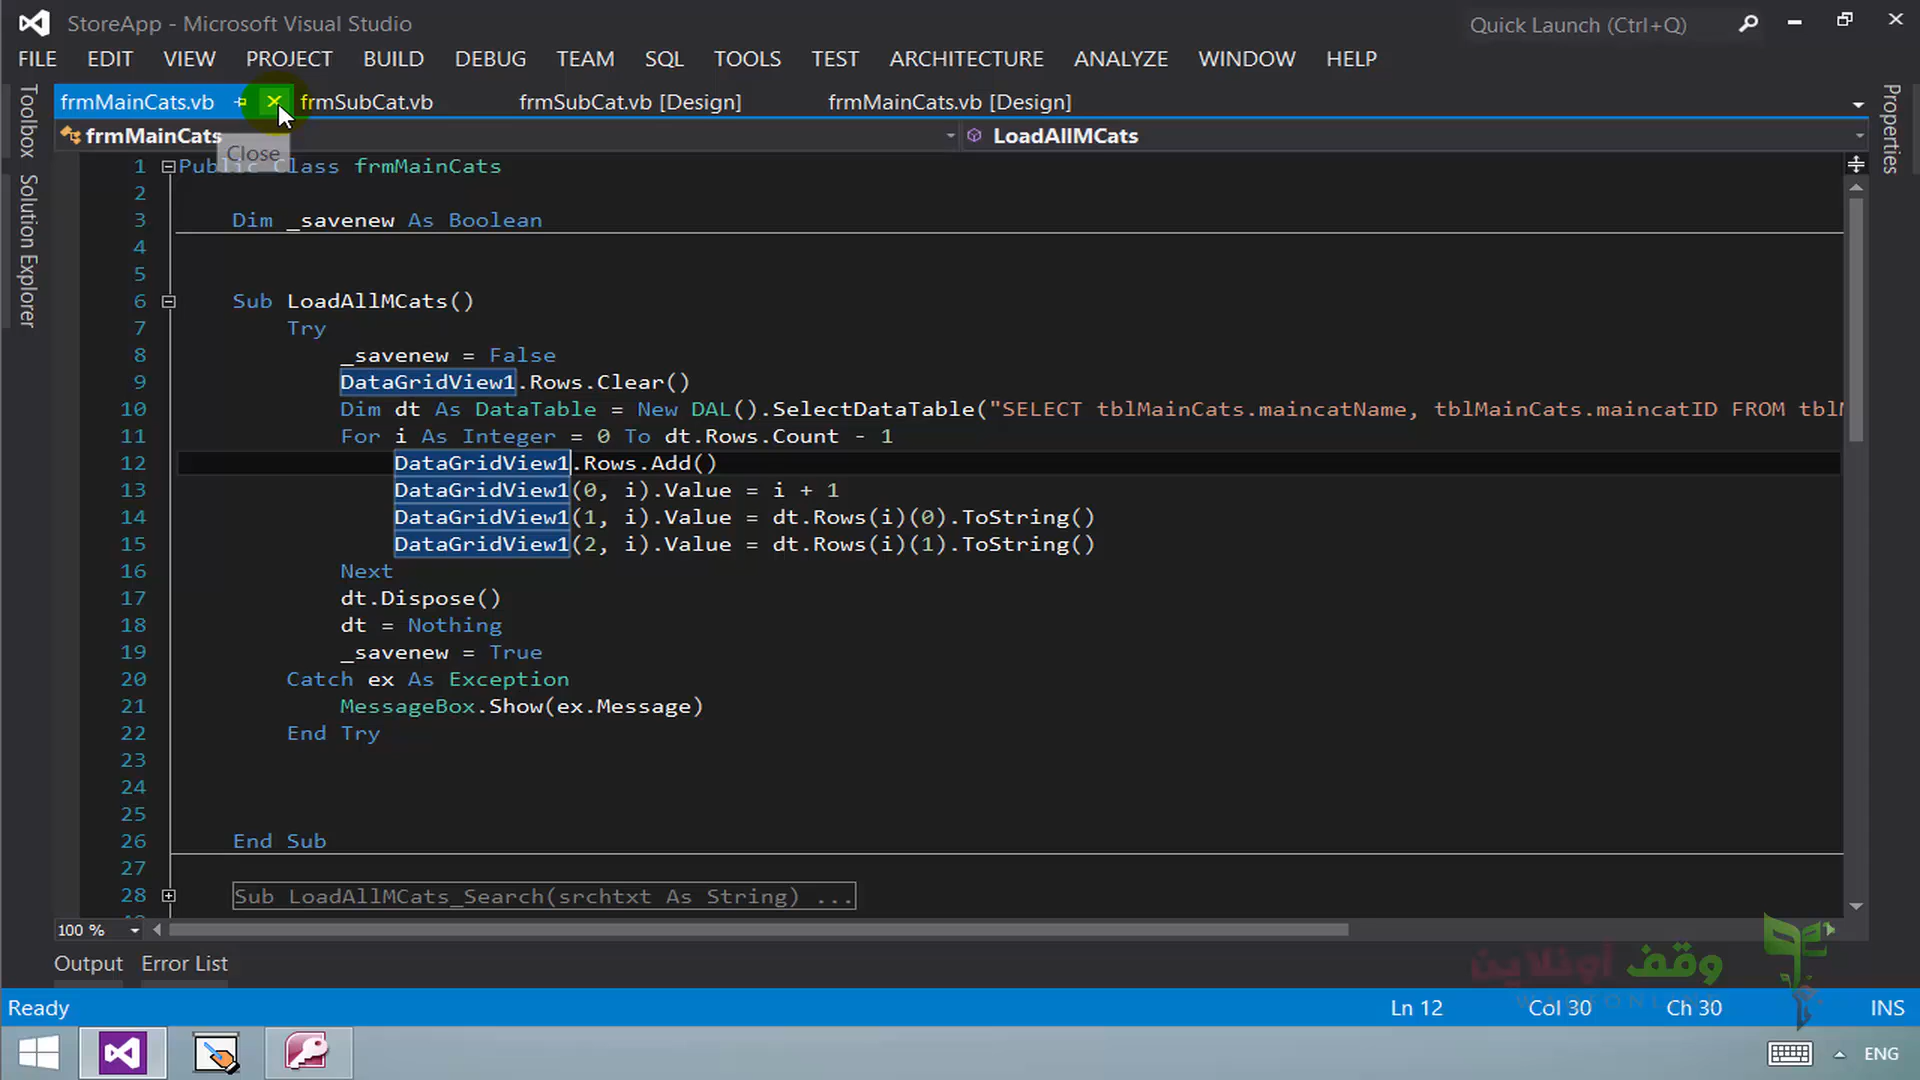 StoreApp - Microsoft Visual Studio
Quick Launch (Ctrl+Q)
FILE EDIT VIEW PROJECT BUILD DEBUG TEAM SQL TOOLS TEST ARCHITECTURE ANALYZE WINDOW HELP
Toolbox
Solution Explorer
Properties
frmMainCats.vb frmSubCat.vb frmSubCat.vb [Design] frmMainCats.vb [Design]
frmMainCats LoadAllMCats
Close
1 Public Class frmMainCats
2
3 Dim _savenew As Boolean
4
5
6 Sub LoadAllMCats()
7 Try
8 _savenew = False
9 DataGridView1.Rows.Clear()
10 Dim dt As DataTable = New DAL().SelectDataTable("SELECT tblMainCats.maincatName, tblMainCats.maincatID FROM
11 For i As Integer = 0 To dt.Rows.Count - 1
12 DataGridView1.Rows.Add()
13 DataGridView1(0, i).Value = i + 1
14 DataGridView1(1, i).Value = dt.Rows(i)(0).ToString()
15 DataGridView1(2, i).Value = dt.Rows(i)(1).ToString()
16 Next
17 dt.Dispose()
18 dt = Nothing
19 _savenew = True
20 Catch ex As Exception
21 MessageBox.Show(ex.Message)
22 End Try
23
24
25
26 End Sub
27
28 Sub LoadAllMCats_Search(srchtxt As String) ...
100 %
وقف أونلاين
Output Error List
Ready Ln 12 Col 30 Ch 30 INS
ENG